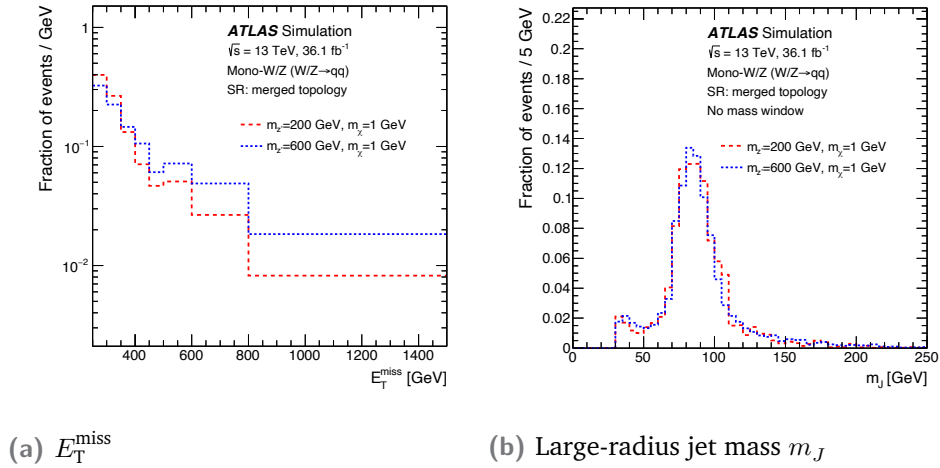 Fraction of events / GeV
1
10⁻¹
10⁻²
ATLAS Simulation
√s = 13 TeV, 36.1 fb⁻¹
Mono-W/Z (W/Z→qq)
SR: merged topology
m_z'=200 GeV, m_χ=1 GeV
m_z'=600 GeV, m_χ=1 GeV
400 600 800 1000 1200 1400
E_T^miss [GeV]
(a) E_T^miss
Fraction of events / 5 GeV
0.2
0.18
0.16
0.14
0.12
0.1
0.08
0.06
0.04
0.02
0
ATLAS Simulation
√s = 13 TeV, 36.1 fb⁻¹
Mono-W/Z (W/Z→qq)
SR: merged topology
No mass window
m_z'=200 GeV, m_χ=1 GeV
m_z'=600 GeV, m_χ=1 GeV
0 50 100 150 200 250
m_J [GeV]
(b) Large-radius jet mass m_J